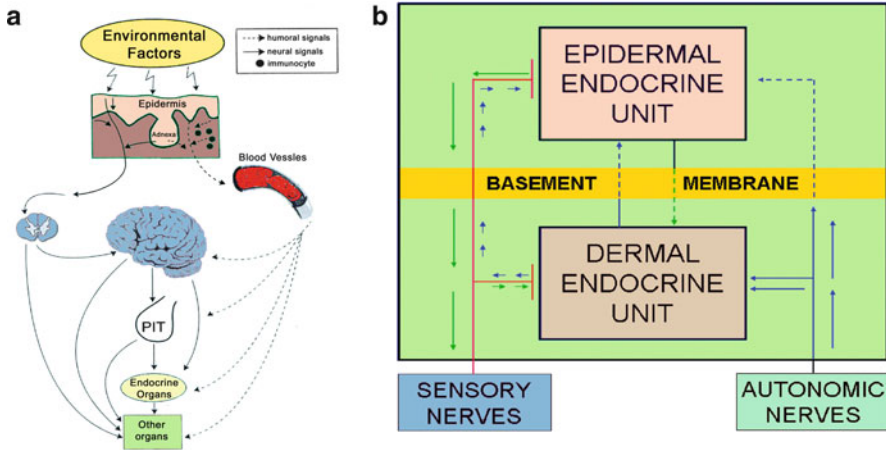 a
Environmental
Factors
humoral signals
neural signals
immunocyte
Epidermis
Adnexa
Blood Vessles
PIT
Endocrine
Organs
Other
organs
b
EPIDERMAL
ENDOCRINE
UNIT
BASEMENT MEMBRANE
DERMAL
ENDOCRINE
UNIT
SENSORY
NERVES
AUTONOMIC
NERVES